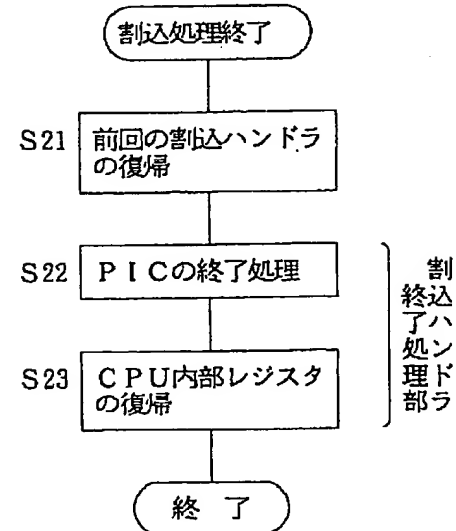 割込処理終了
S21
前回の割込ハンドラ
の復帰
S22
PICの終了処理
S23
CPU内部レジスタ
の復帰
割込ハンドラ
終了処理部
終 了